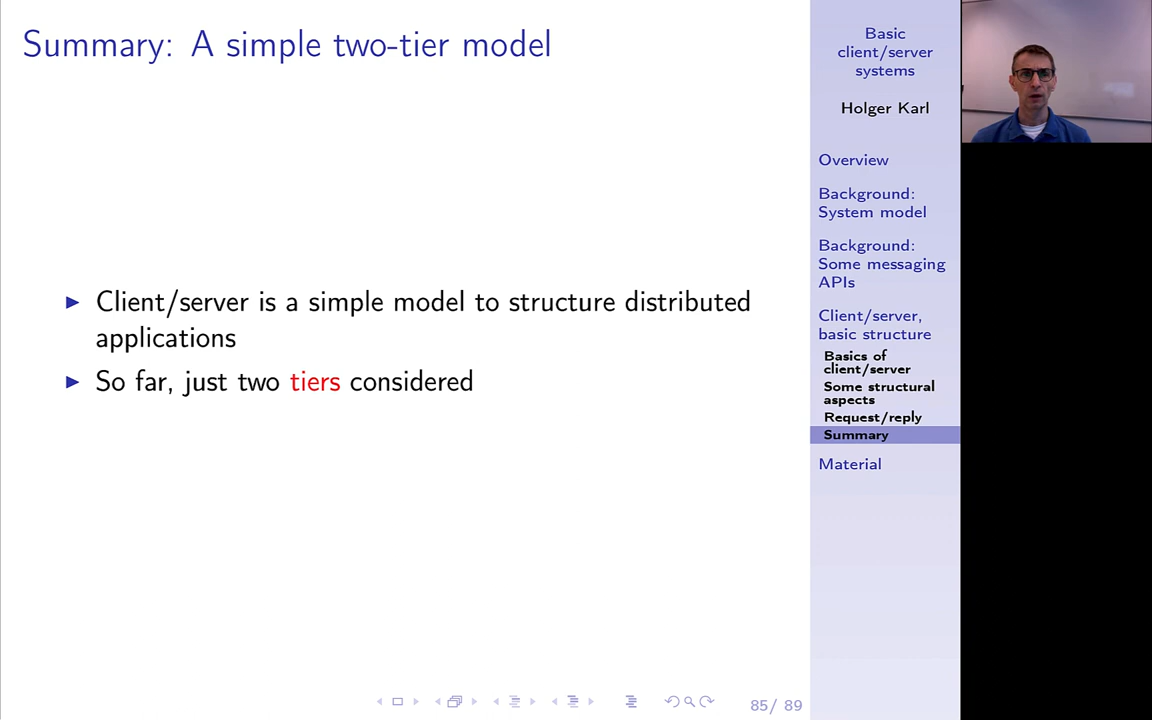 Summary: A simple two-tier model
Client/server is a simple model to structure distributed
applications
So far, just two tiers considered
Basic
client/server
systems
Holger Karl
Overview
Background:
System model
Background:
Some messaging
APIs
Client/server,
basic structure
Basics of
client/server
Some structural
aspects
Request/reply
Summary
Material
85/ 89